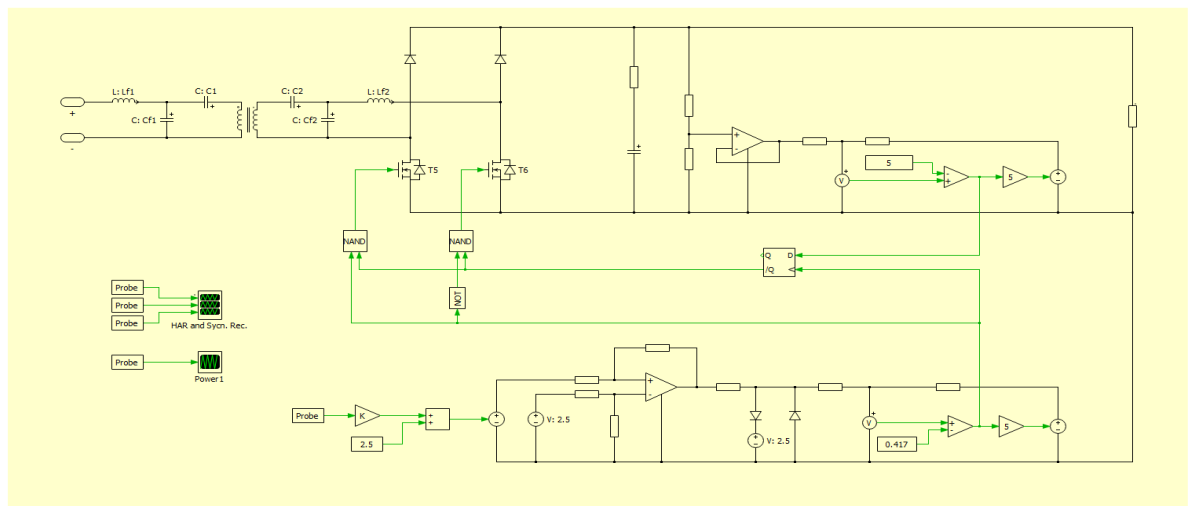 L: Lf1
C: C1
C: C2
L: Lf2
C: Cf1
C: Cf2
+
+
+
+
-
+
+
-
+
-
T5
T6
5
V
-
+
5
+
-
NAND
NAND
Q D
/Q
NOT
Probe
Probe
Probe
HAR and Sycn. Rec.
Probe
Power1
Probe
K
+
+
2.5
+
-
+
-
V: 2.5
+
-
+
-
V: 2.5
+
V
+
-
0.417
5
+
-